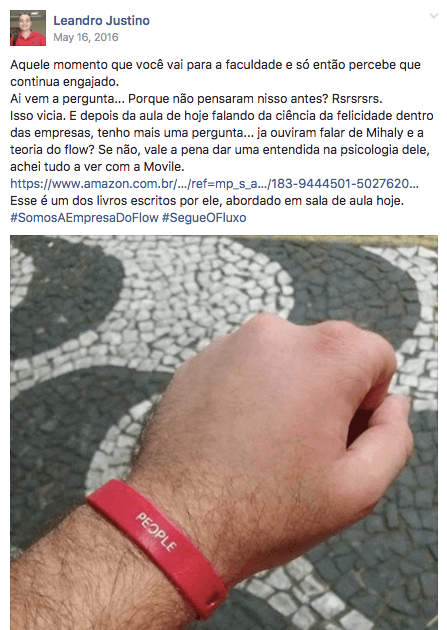 Leandro Justino
May 16, 2016
Aquele momento que você vai para a faculdade e só então percebe que
continua engajado.
Ai vem a pergunta... Porque não pensaram nisso antes? Rsrsrsrs.
Isso vicia. E depois da aula de hoje falando da ciência da felicidade dentro
das empresas, tenho mais uma pergunta... ja ouviram falar de Mihaly e a
teoria do flow? Se não, vale a pena dar uma entendida na psicologia dele,
achei tudo a ver com a Movile.
https://www.amazon.com.br/.../ref=mp_s_a.../183-9444501-5027620...
Esse é um dos livros escritos por ele, abordado em sala de aula hoje.
#SomosAEmpresaDoFlow #SegueOFluxo
PEOPLE